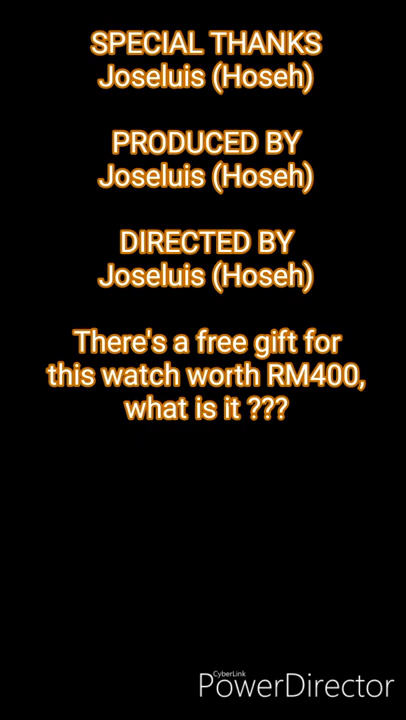 SPECIAL THANKS
Joseluis (Hoseh)
PRODUCED BY
Joseluis (Hoseh)
DIRECTED BY
Joseluis (Hoseh)
There's a free gift for
this watch worth RM400,
what is it ???
CyberLink
PowerDirector